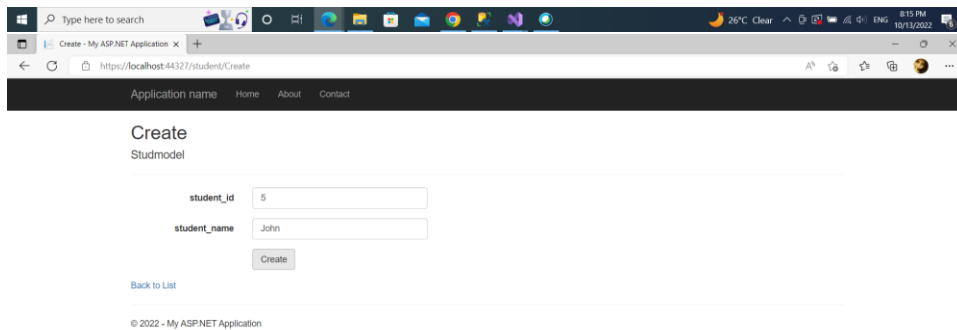 Type here to search 26°C Clear ENG 8:15 PM
10/13/2022 6
Create - My ASP.NET Application
https://localhost:44327/student/Create
Application name Home About Contact
Create
Studmodel
student_id 5
student_name John
Create
Back to List
© 2022 - My ASP.NET Application